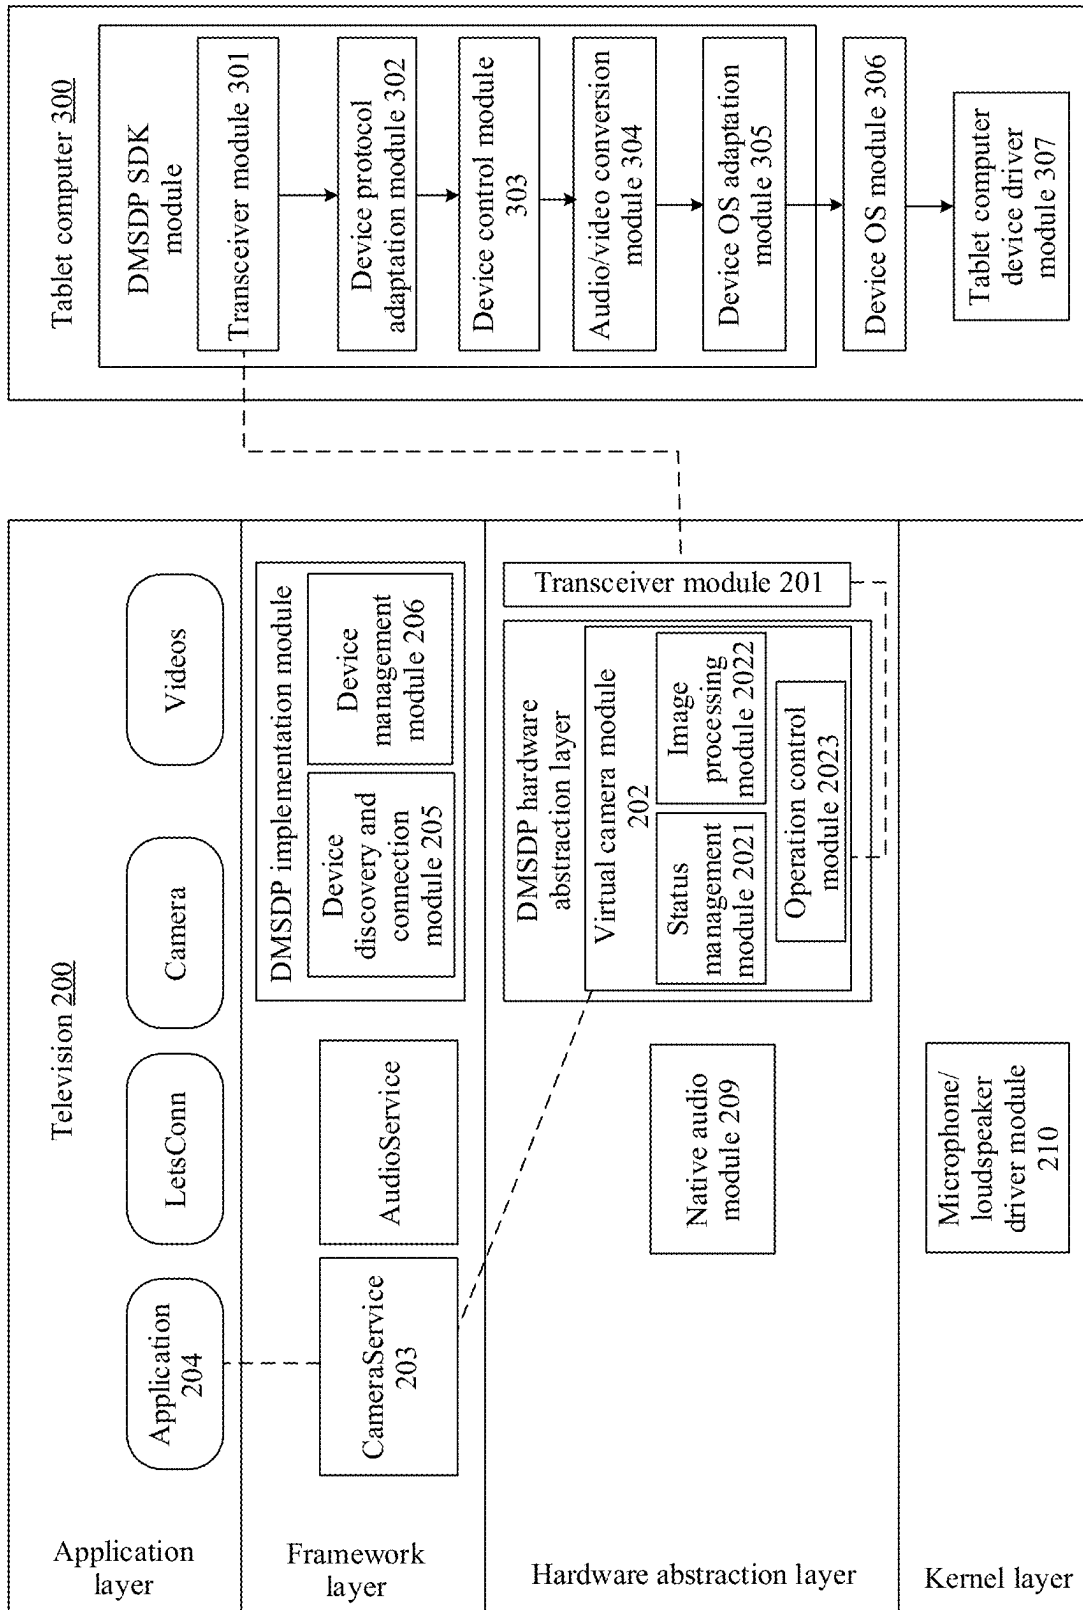 Television 200
Application
layer
Application
204
LetsConn
Camera
Videos
Framework
layer
CameraService
203
AudioService
DMSDP implementation module
Device
discovery and
connection
module 205
Device
management
module 206
Hardware abstraction layer
Native audio
module 209
DMSDP hardware
abstraction layer
Virtual camera module
202
Status
management
module 2021
Image
processing
module 2022
Operation control
module 2023
Transceiver module 201
Kernel layer
Microphone/
loudspeaker
driver module
210
Tablet computer 300
DMSDP SDK
module
Transceiver module 301
Device protocol
adaptation module 302
Device control module
303
Audio/video conversion
module 304
Device OS adaptation
module 305
Device OS module 306
Tablet computer
device driver
module 307